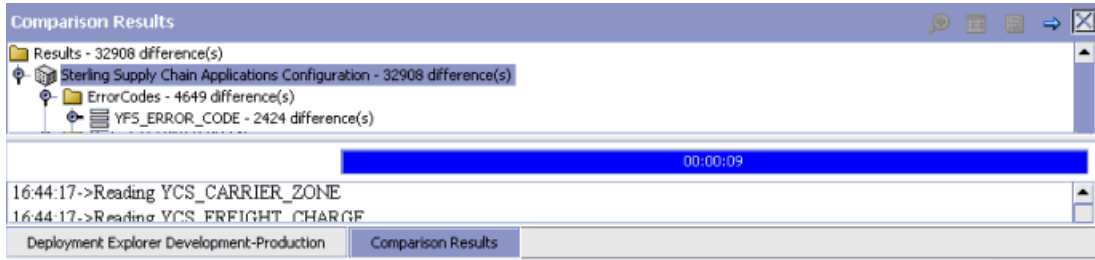 Comparison Results
Results - 32908 difference(s)
Sterling Supply Chain Applications Configuration - 32908 difference(s)
ErrorCodes - 4649 difference(s)
YFS_ERROR_CODE - 2424 difference(s)
00:00:09
16:44:17->Reading YCS_CARRIER_ZONE
16:44:17->Reading YCS_FREIGHT_CHARGE
Deployment Explorer Development-Production Comparison Results